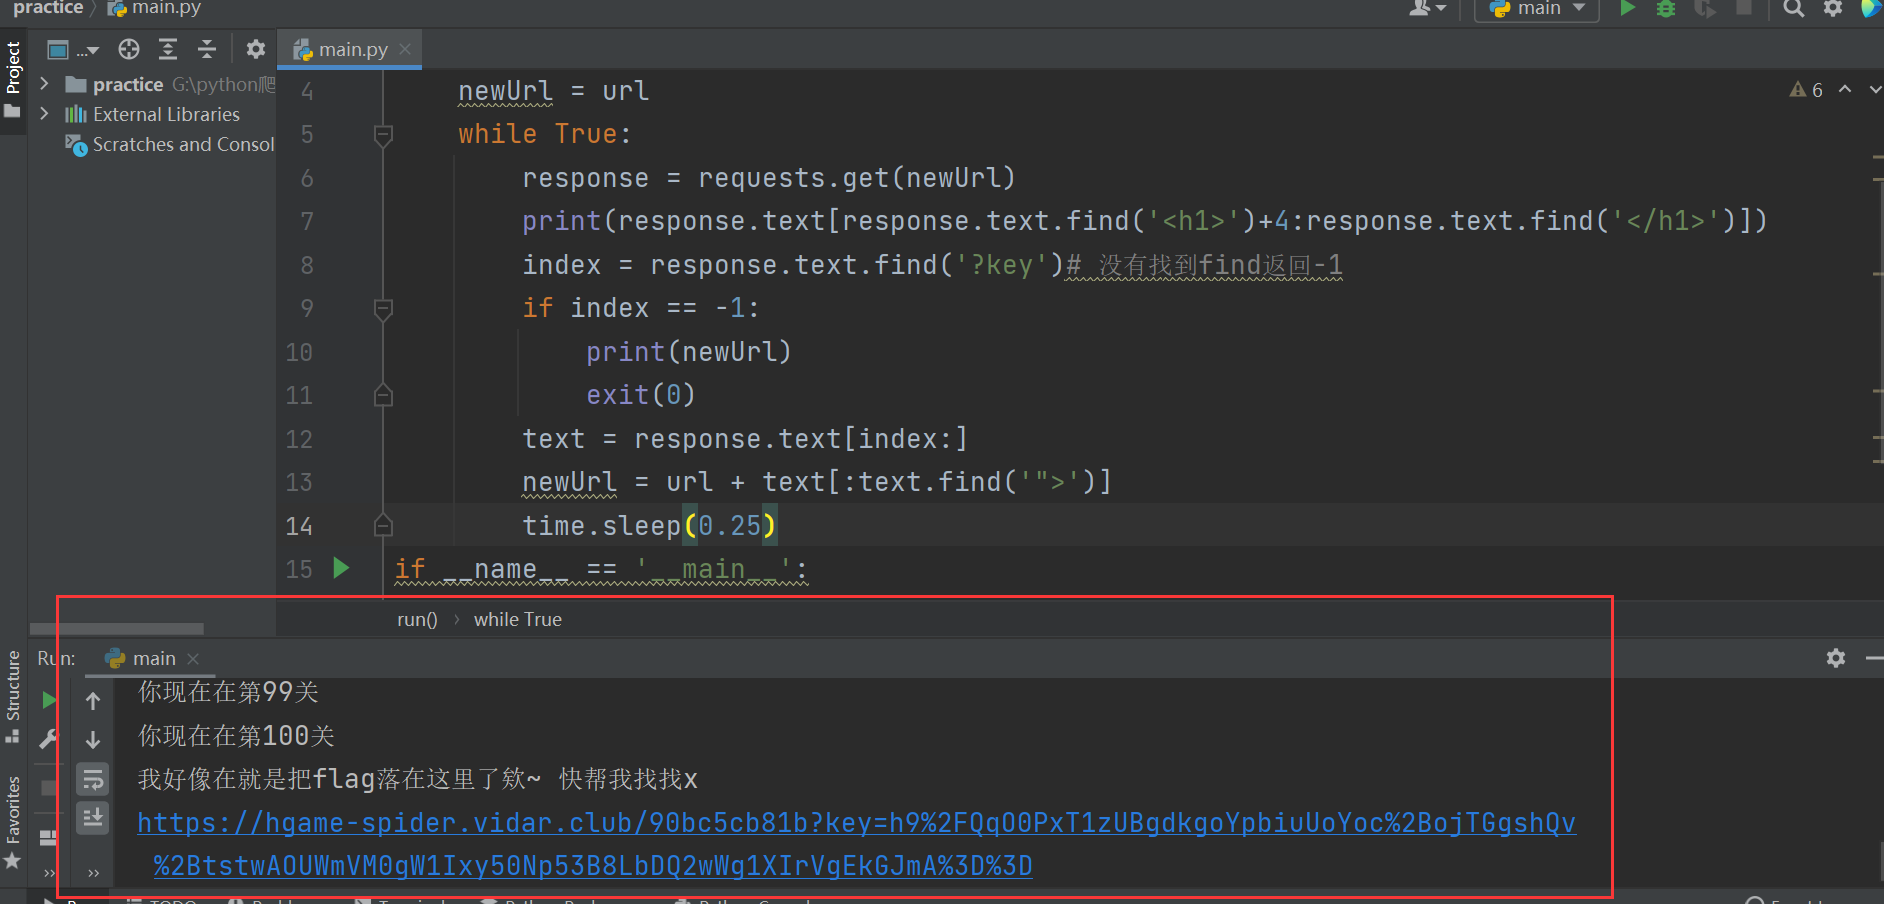 practice main.py
main
Project
... main.py
practice G:\python爬
External Libraries
Scratches and Consol
6
4 newUrl = url
5 while True:
6 response = requests.get(newUrl)
7 print(response.text[response.text.find('<h1>')+4:response.text.find('</h1>')])
8 index = response.text.find('?key')# 没有找到find返回-1
9 if index == -1:
10 print(newUrl)
11 exit(0)
12 text = response.text[index:]
13 newUrl = url + text[:text.find('">')]
14 time.sleep(0.25)
15 if __name__ == '__main__':
run() › while True
Run: main
Structure
Favorites
你现在在第99关
你现在在第100关
我好像在就是把flag落在这里了欸~ 快帮我找找x
https://hgame-spider.vidar.club/90bc5cb81b?key=h9%2FQqO0PxT1zUBgdkgoYpbiuUoYoc%2BojTGgshQv
%2BtstwAOUWmVM0gW1Ixy50Np53B8LbDQ2wWg1XIrVgEkGJmA%3D%3D